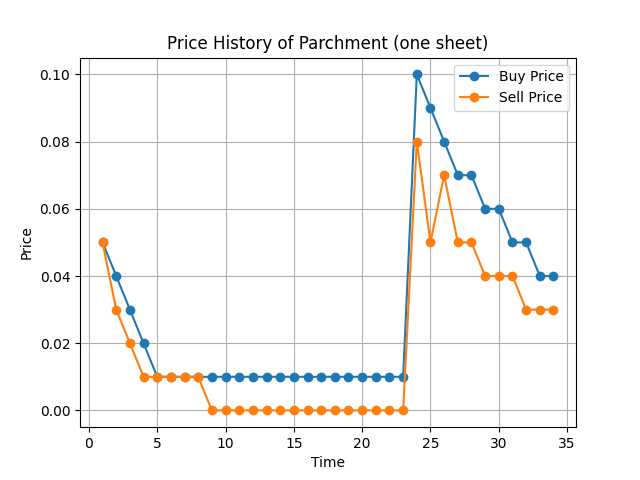 Price History of Parchment (one sheet)
Buy Price
Sell Price
Price
0.10
0.08
0.06
0.04
0.02
0.00
0 5 10 15 20 25 30 35
Time